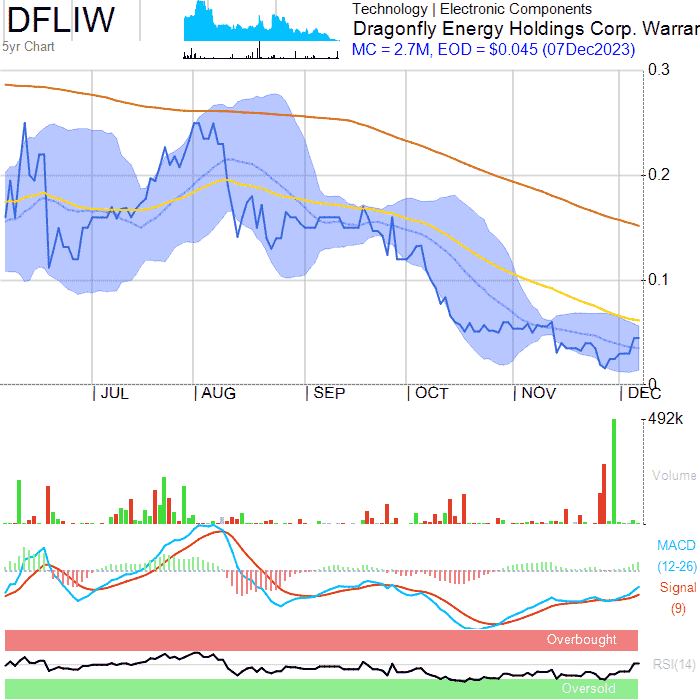 DFLIW
5yr Chart
Technology | Electronic Components
Dragonfly Energy Holdings Corp. Warran
MC = 2.7M, EOD = $0.045 (07Dec2023)
0.3
0.2
0.1
0
JUL AUG SEP OCT NOV DEC
492k
Volume
MACD
(12-26)
Signal
(9)
Overbought
RSI(14)
Oversold